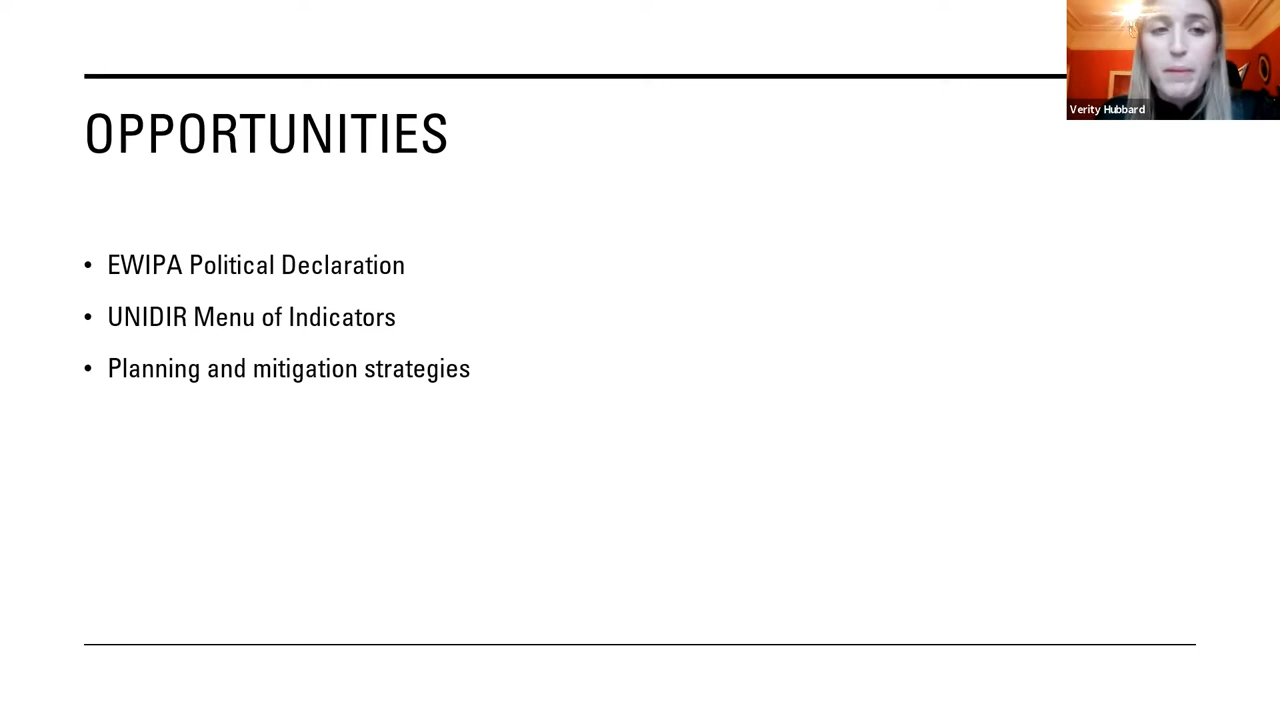 Verity Hubbard
OPPORTUNITIES
• EWIPA Political Declaration
• UNIDIR Menu of Indicators
• Planning and mitigation strategies